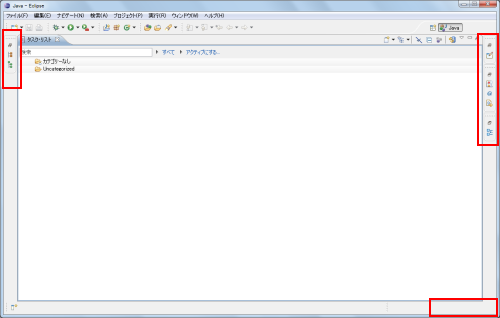 Java - Eclipse
ファイル(F) 編集(E) ナビゲート(N) 検索(A) プロジェクト(P) 実行(R) ウィンドウ(W) ヘルプ(H)
Java
タスク・リスト
検索 すべて アクティブにする...
カテゴリーなし
Uncategorized